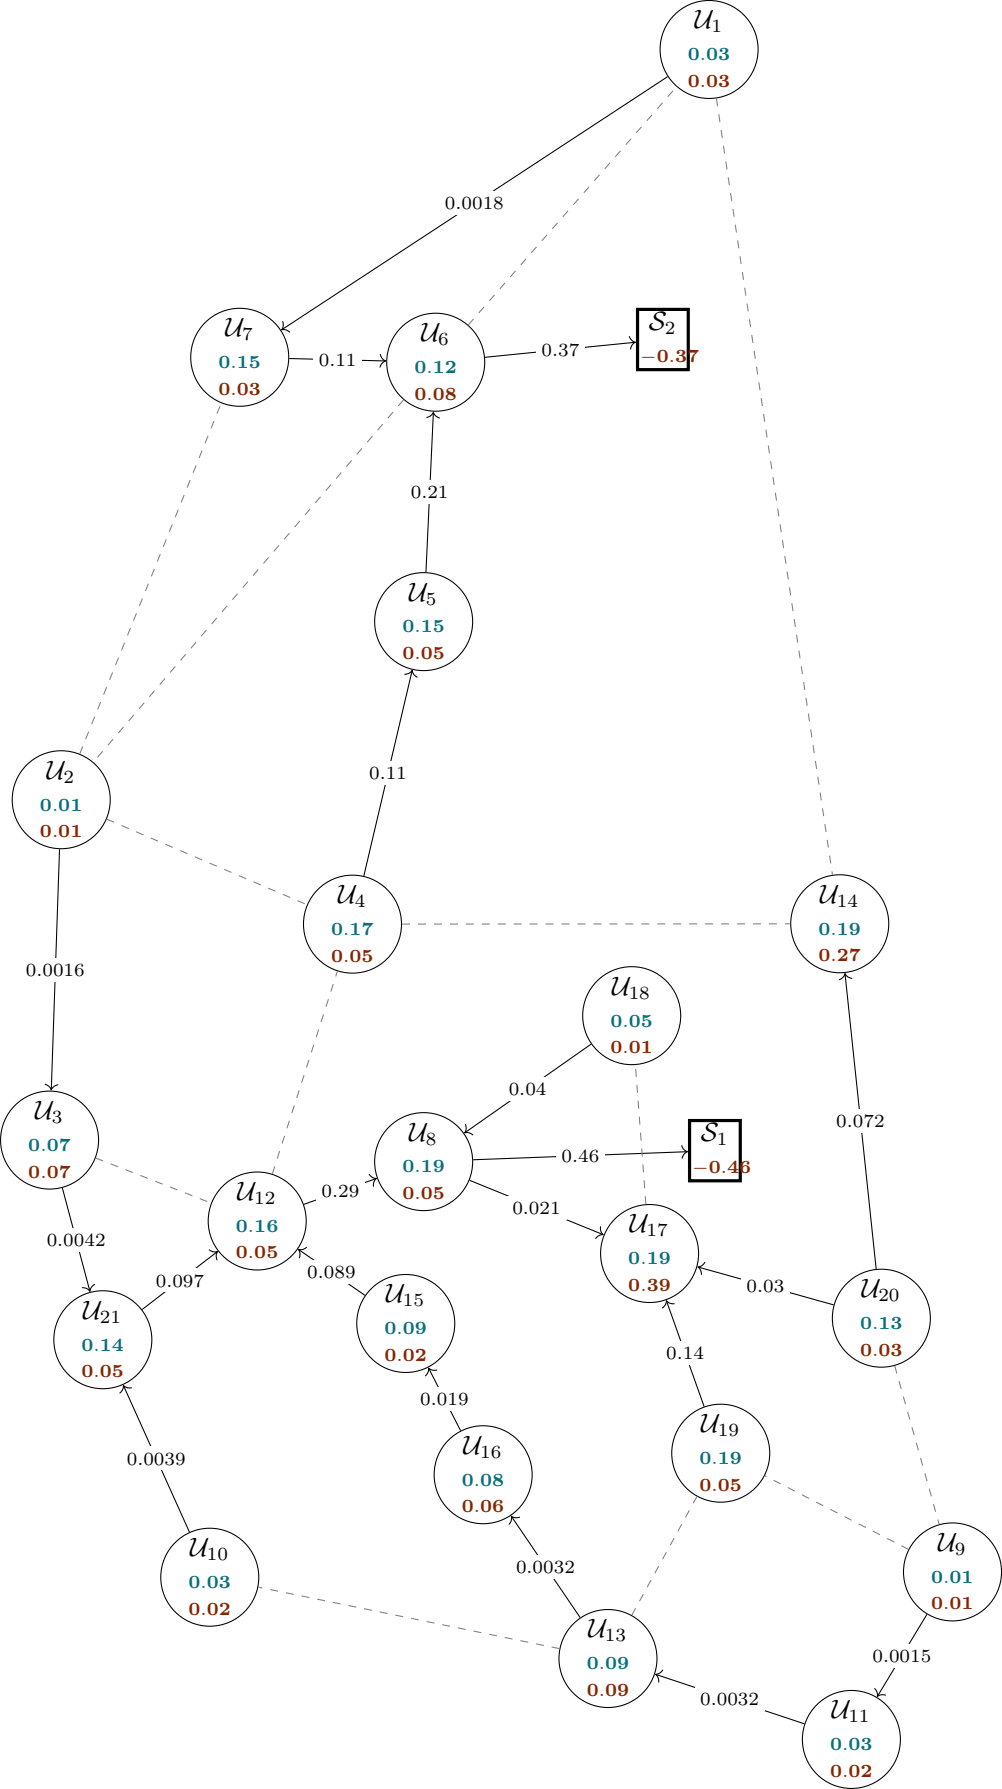 𝒰₁
0.03
0.03
0.0018
𝒰₇
0.15
0.03
0.11
𝒰₆
0.12
0.08
0.37
𝒮₂
−0.37
0.21
𝒰₅
0.15
0.05
0.11
𝒰₂
0.01
0.01
𝒰₄
0.17
0.05
𝒰₁₄
0.19
0.27
0.0016
𝒰₁₈
0.05
0.01
0.04
0.072
𝒰₃
0.07
0.07
𝒰₈
0.19
0.05
0.46
𝒮₁
−0.46
𝒰₁₂
0.16
0.05
0.29
0.021
𝒰₁₇
0.19
0.39
0.0042
0.097
0.089
0.03
𝒰₂₁
0.14
0.05
𝒰₁₅
0.09
0.02
𝒰₂₀
0.13
0.03
0.14
0.019
𝒰₁₉
0.19
0.05
0.0039
𝒰₁₆
0.08
0.06
𝒰₁₀
0.03
0.02
0.0032
𝒰₉
0.01
0.01
𝒰₁₃
0.09
0.09
0.0015
0.0032
𝒰₁₁
0.03
0.02